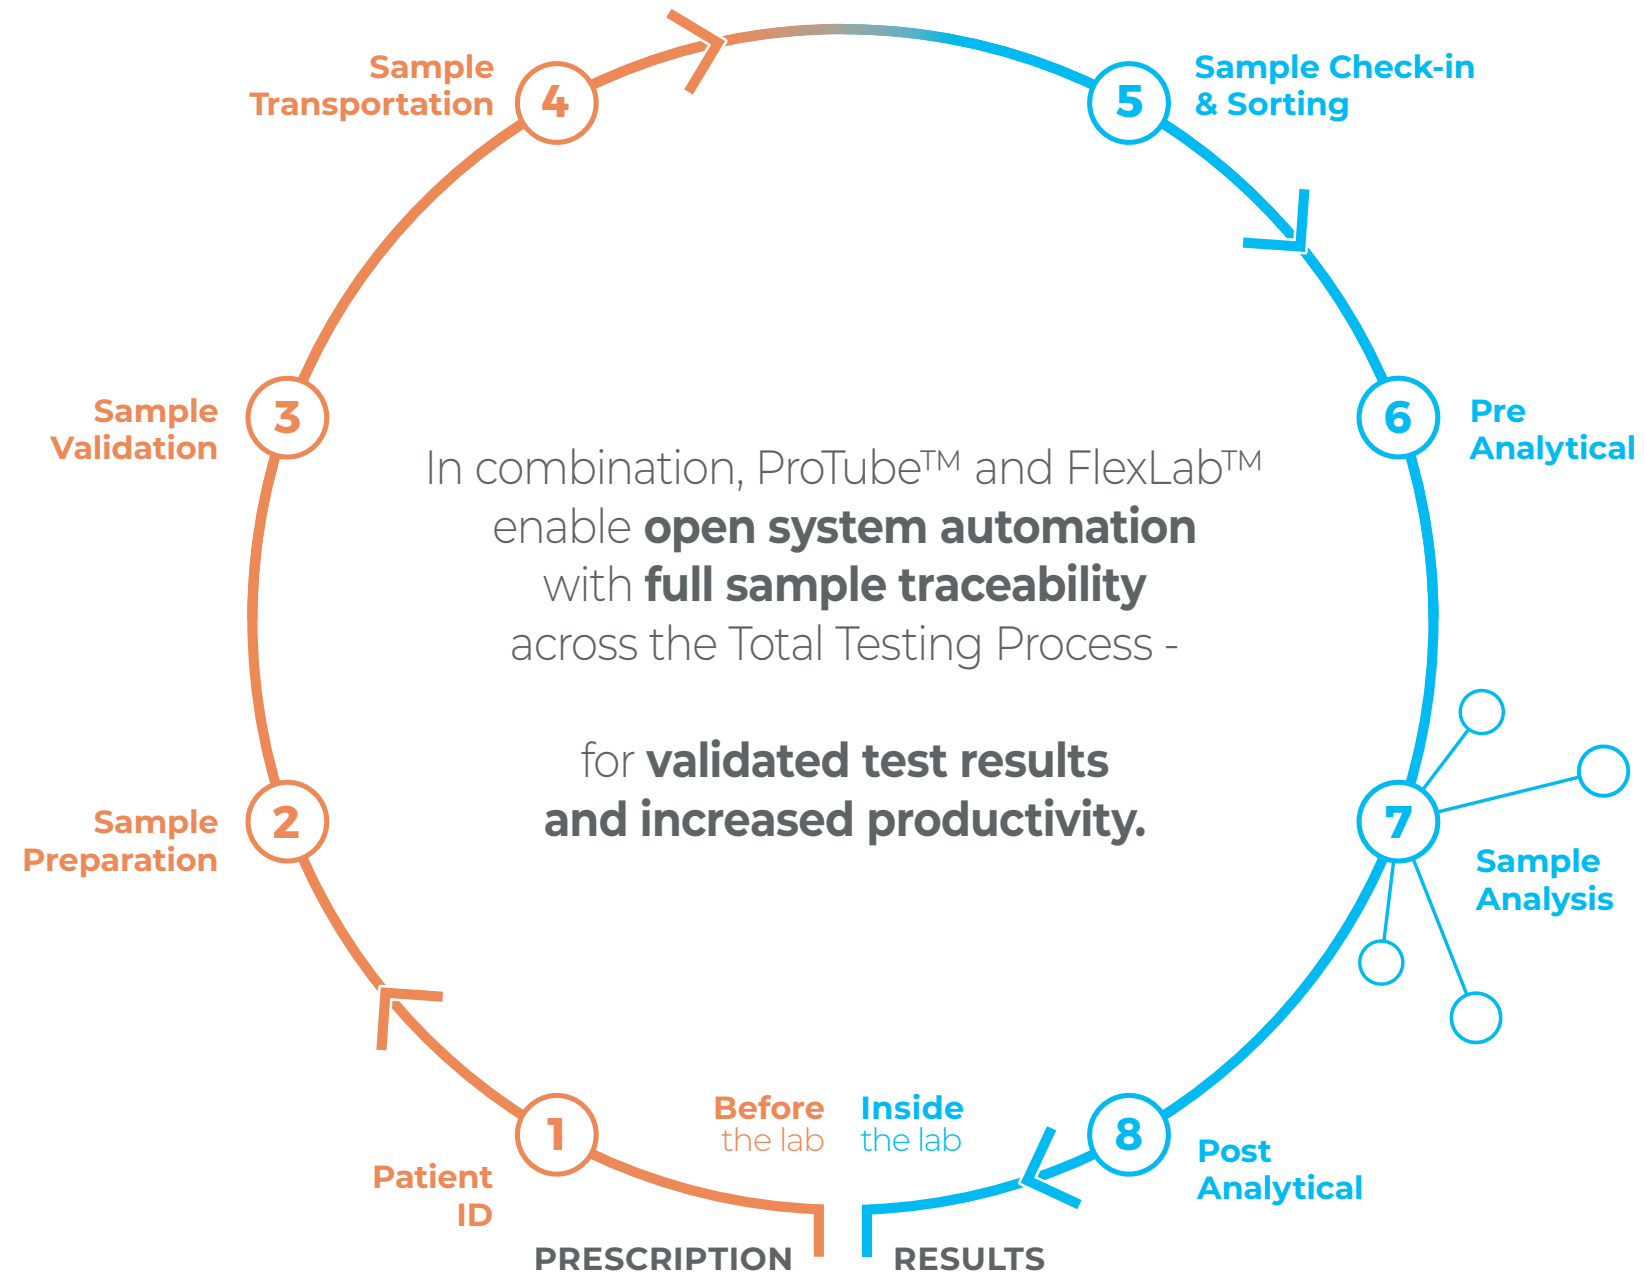 Sample
Transportation
4
5
Sample Check-in
& Sorting
Sample
Validation
3
6
Pre
Analytical
In combination, ProTube™ and FlexLab™
enable open system automation
with full sample traceability
across the Total Testing Process -
for validated test results
and increased productivity.
Sample
Preparation
2
7
Sample
Analysis
1
Patient
ID
Before
the lab
Inside
the lab
8
Post
Analytical
PRESCRIPTION
RESULTS